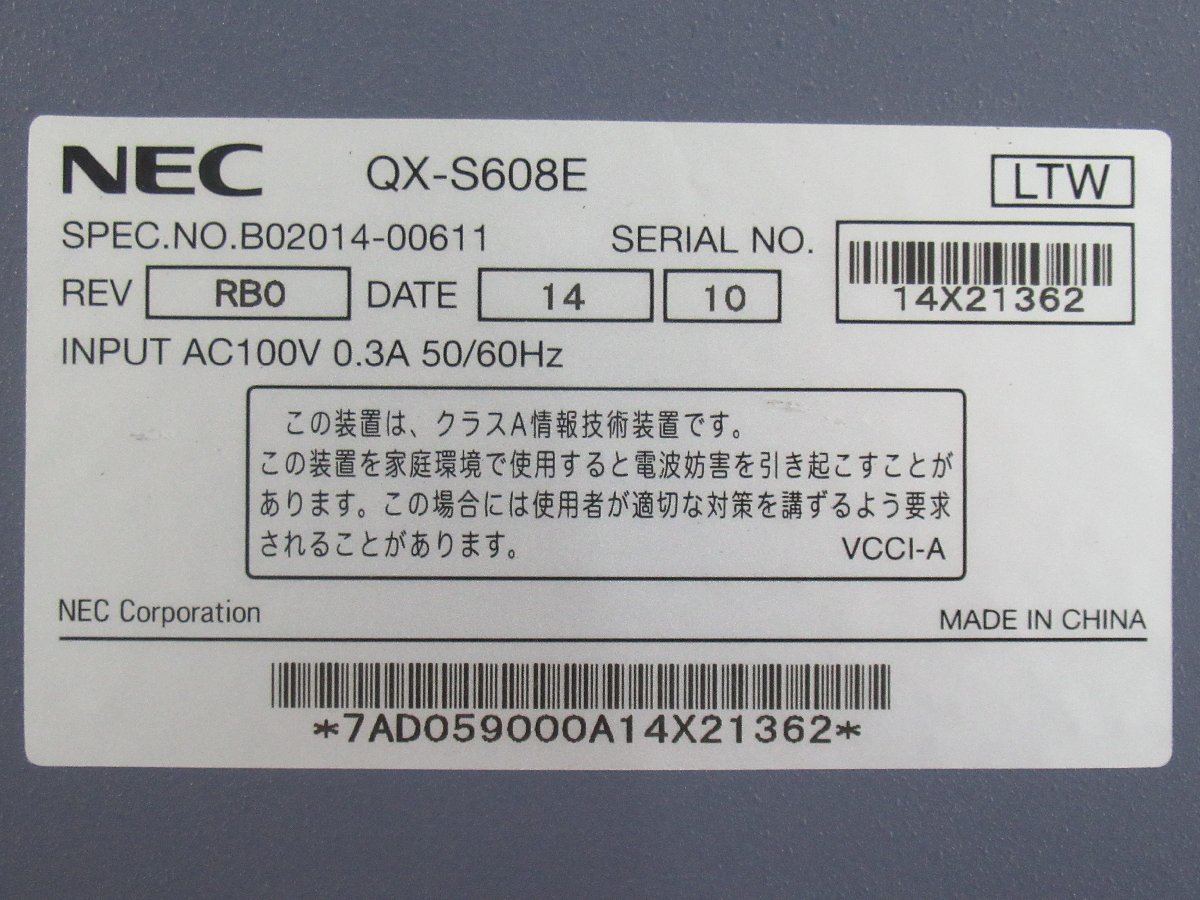 NEC QX-S608E LTW
SPEC.NO.B02014-00611 SERIAL NO.
14X21362
REV RB0 DATE 14 10
INPUT AC100V 0.3A 50/60Hz
この装置は、クラスA情報技術装置です。
この装置を家庭環境で使用すると電波妨害を引き起こすことが
あります。この場合には使用者が適切な対策を講ずるよう要求
されることがあります。 VCCI-A
NEC Corporation MADE IN CHINA
*7AD059000A14X21362*